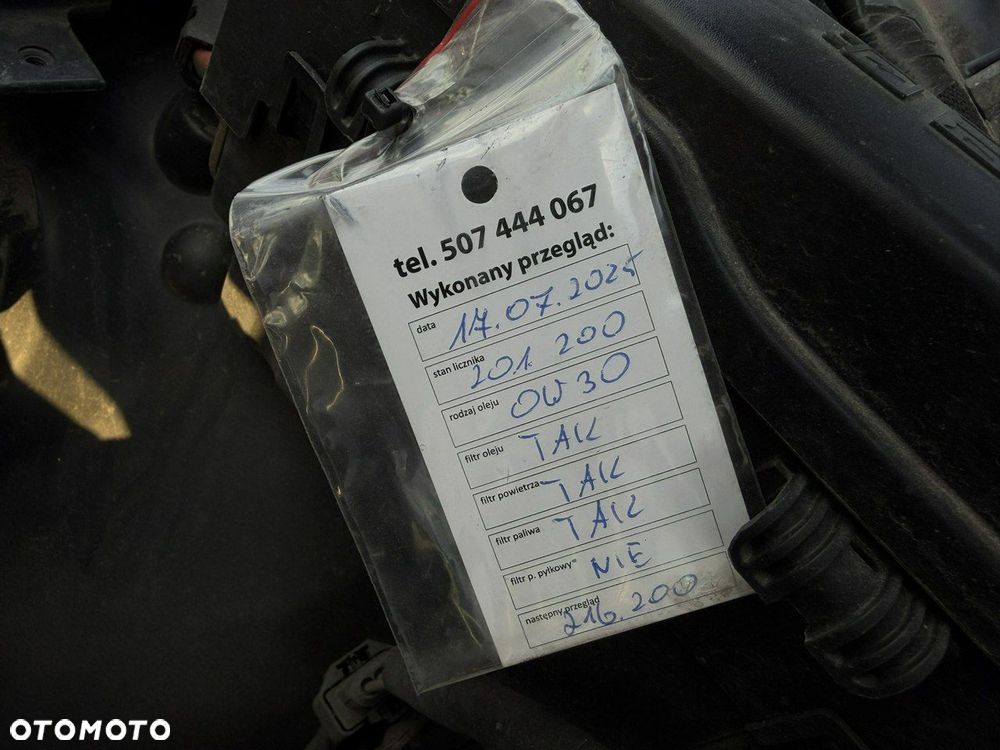 tel. 507 444 067
Wykonany przegląd:
data 17.07.2025
stan licznika 201.200
rodzaj oleju 0W30
filtr oleju TAK
filtr powietrza TAK
filtr paliwa TAK
filtr p. pyłkowy NIE
następny przegląd 216.200
OTOMOTO